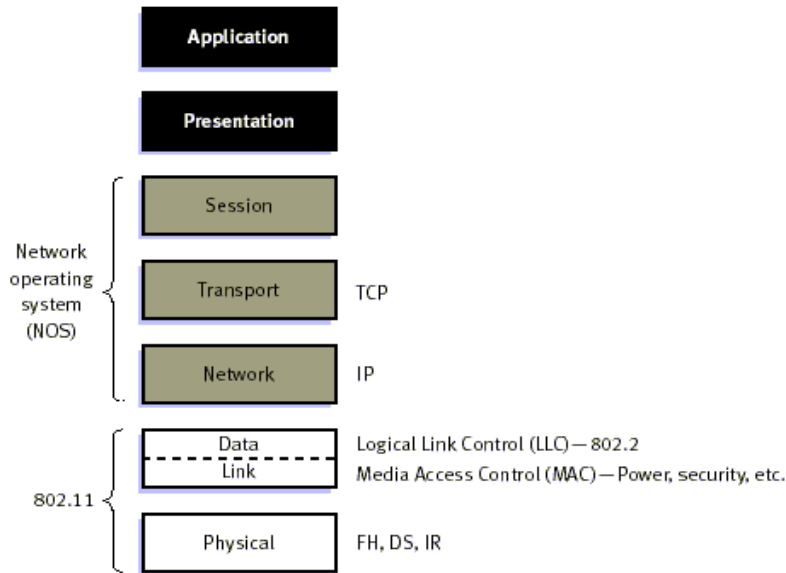 Application
Presentation
Session
Network
operating
system
(NOS)
Transport
TCP
Network
IP
Data
Logical Link Control (LLC)—802.2
Link
Media Access Control (MAC)—Power, security, etc.
802.11
Physical
FH, DS, IR